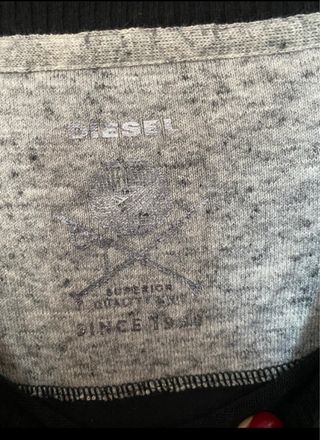 DIESEL
SUPERIOR
QUALITY
SINCE